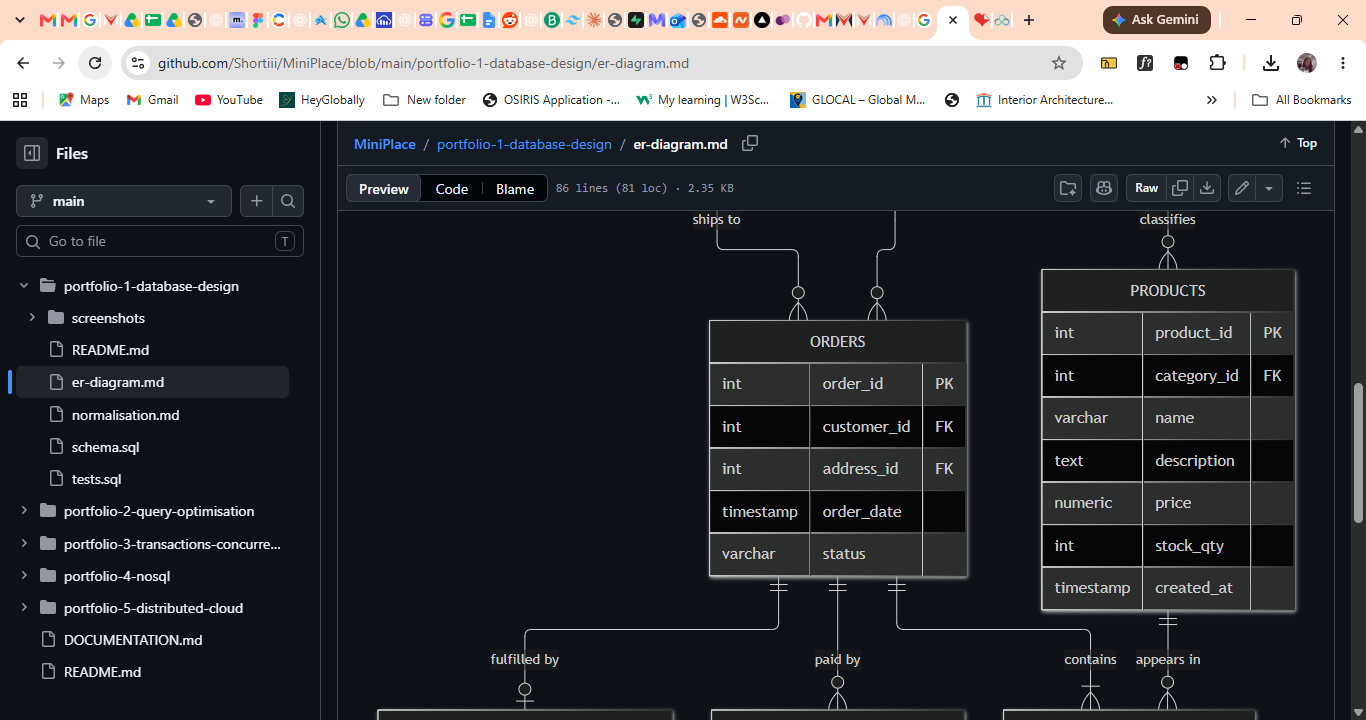 Ask Gemini
github.com/Shortiii/MiniPlace/blob/main/portfolio-1-database-design/er-diagram.md
Maps
Gmail
YouTube
HeyGlobally
New folder
OSIRIS Application -...
My learning | W3Sc...
GLOCAL – Global M...
Interior Architecture...
All Bookmarks
Files
main
Go to file
T
portfolio-1-database-design
screenshots
README.md
er-diagram.md
normalisation.md
schema.sql
tests.sql
portfolio-2-query-optimisation
portfolio-3-transactions-concurre...
portfolio-4-nosql
portfolio-5-distributed-cloud
DOCUMENTATION.md
README.md
MiniPlace / portfolio-1-database-design / er-diagram.md
Top
Preview
Code
Blame
86 lines (81 loc) · 2.35 KB
Raw
ships to
classifies
ORDERS
int order_id PK
int customer_id FK
int address_id FK
timestamp order_date
varchar status
PRODUCTS
int product_id PK
int category_id FK
varchar name
text description
numeric price
int stock_qty
timestamp created_at
fulfilled by
paid by
contains
appears in